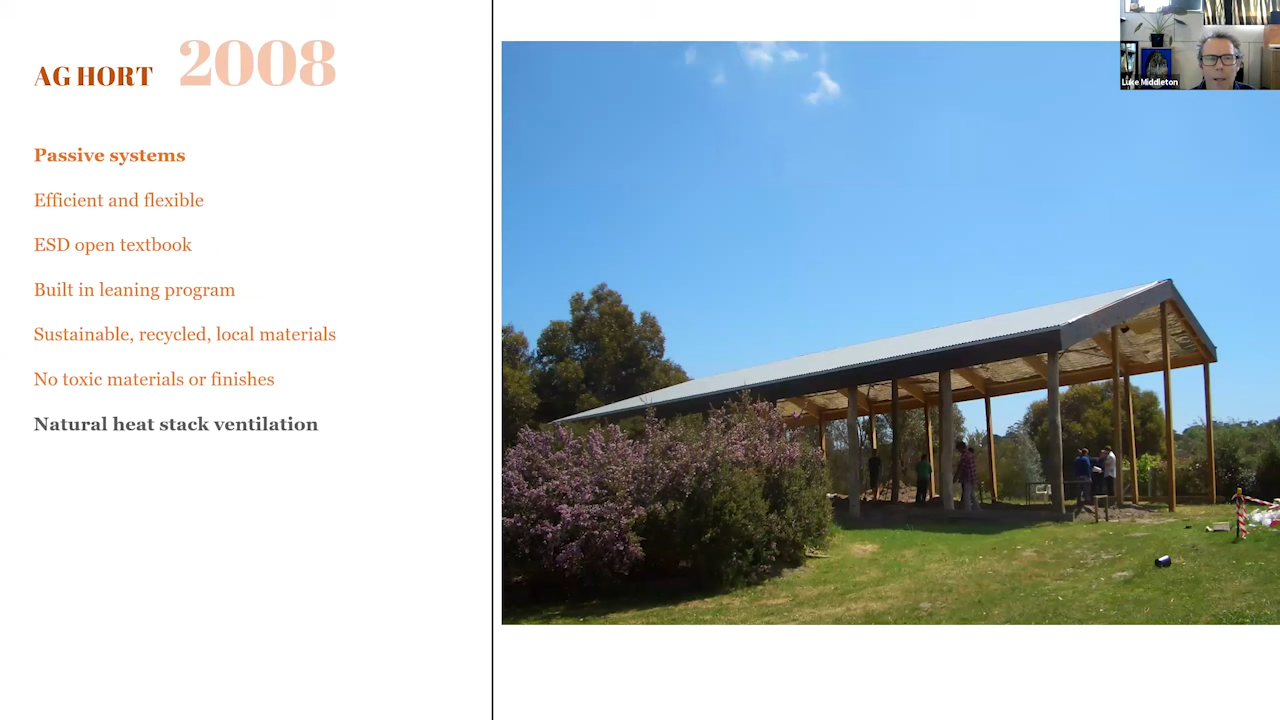 AG HORT 2008
Passive systems
Efficient and flexible
ESD open textbook
Built in leaning program
Sustainable, recycled, local materials
No toxic materials or finishes
Natural heat stack ventilation
Luke Middleton